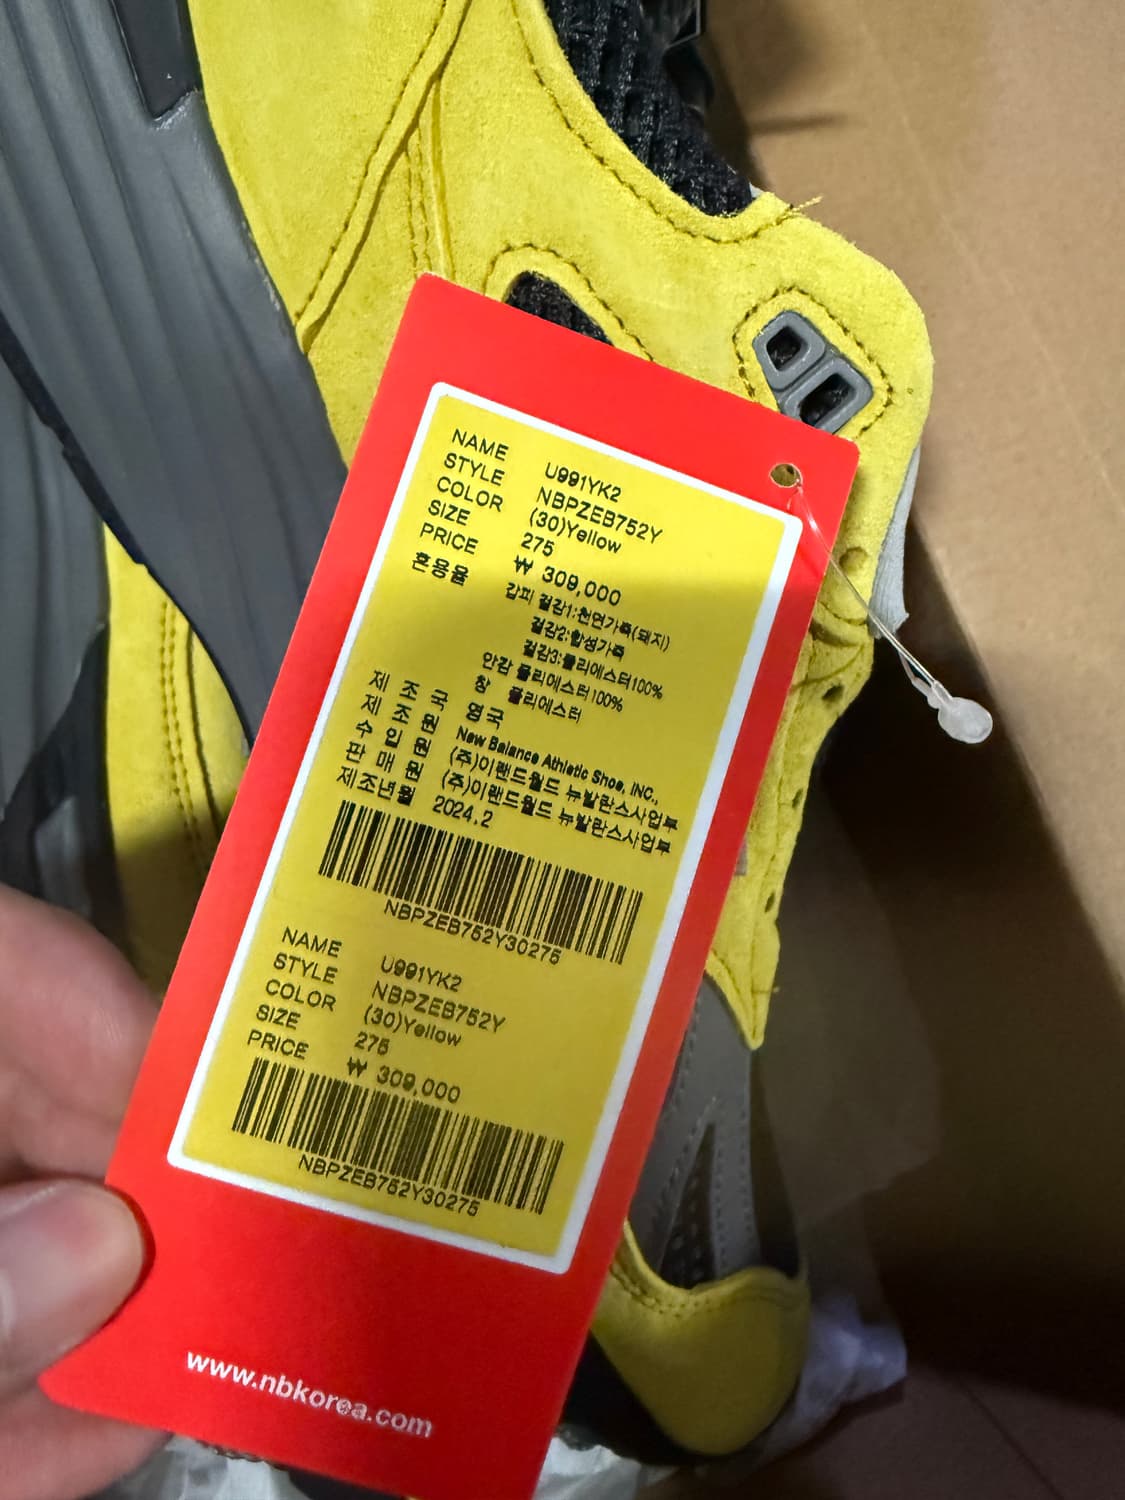 NAME U991YK2
STYLE NBPZEB752Y
COLOR (30)Yellow
SIZE 275
PRICE ₩ 309,000
혼용율 갑피 겉감1:천연가죽(돼지)
겉감2:합성가죽
겉감3:폴리에스터100%
안감 폴리에스터100%
창 폴리에스터
제 조 국 영국
제 조 원 New Balance Athletic Shoe, INC.,
수 입 원 (주)이랜드월드 뉴발란스사업부
판 매 원 (주)이랜드월드 뉴발란스사업부
제조년월 2024.2
NBPZEB752Y30275
NAME U991YK2
STYLE NBPZEB752Y
COLOR (30)Yellow
SIZE 275
PRICE ₩ 309,000
NBPZEB752Y30275
www.nbkorea.com